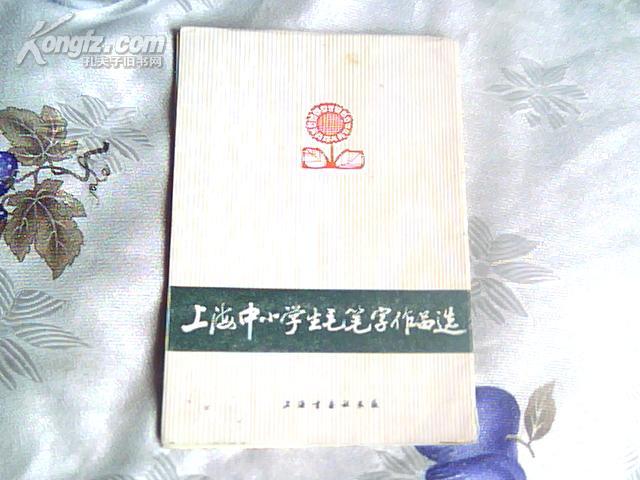 Kongfz.com
孔夫子旧书网
上海中小学生毛笔字作品选
上海书画社出版